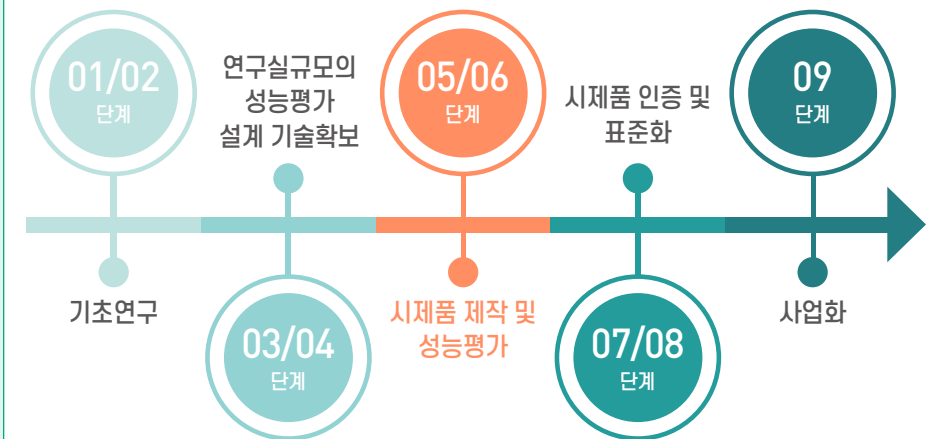 01/02
단계
기초연구
연구실규모의
성능평가
설계 기술확보
03/04
단계
05/06
단계
시제품 제작 및
성능평가
시제품 인증 및
표준화
07/08
단계
09
단계
사업화